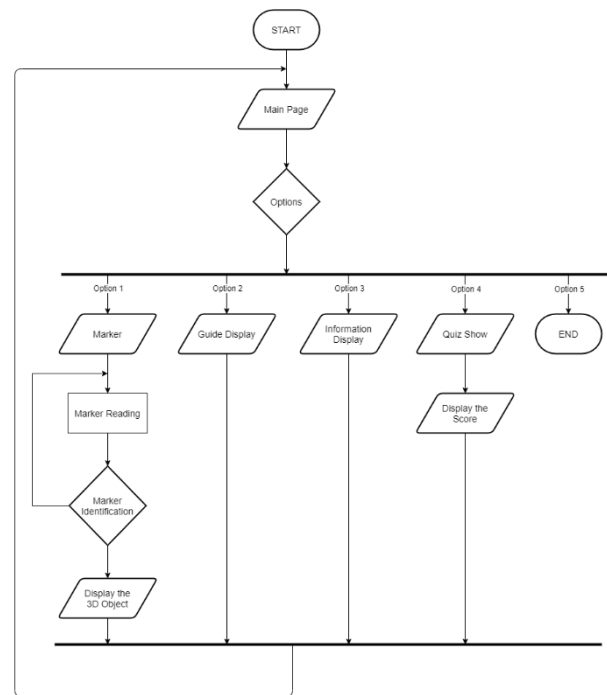 START
Main Page
Options
Option 1
Option 2
Option 3
Option 4
Option 5
Marker
Guide Display
Information
Display
Quiz Show
END
Marker Reading
Display the
Score
Marker
Identification
Display the
3D Object